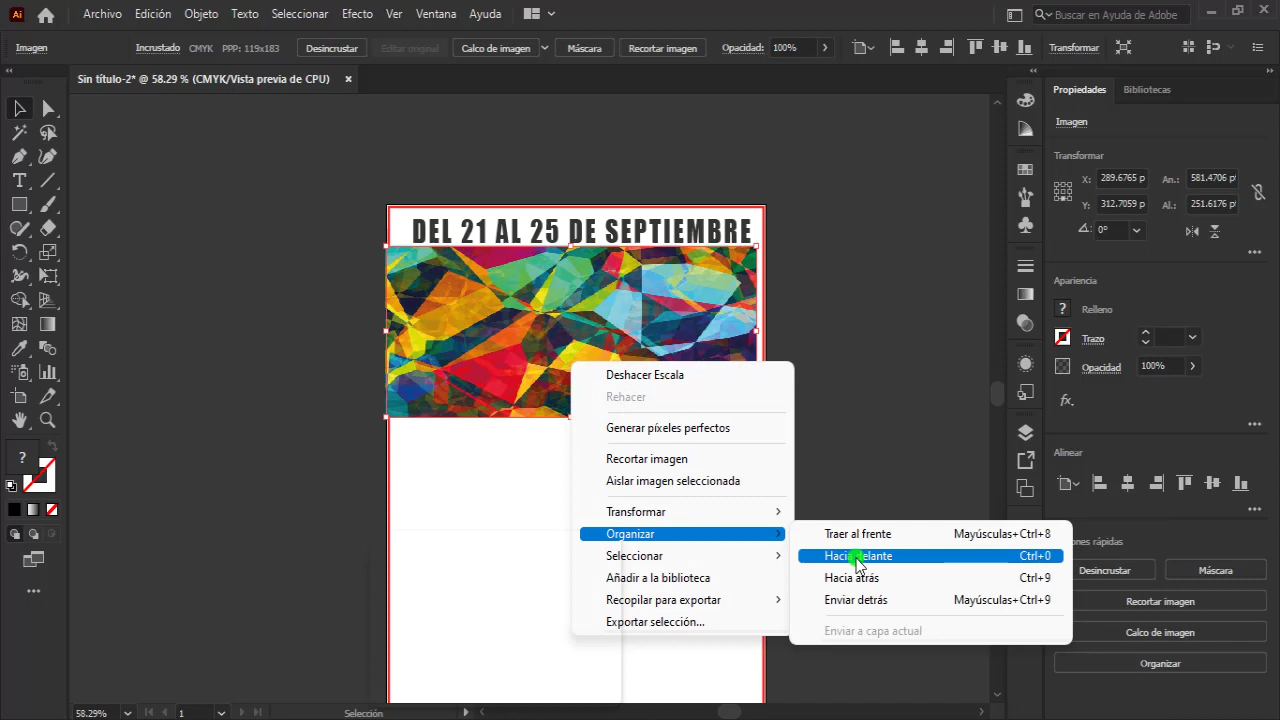 Ai Archivo Edición Objeto Texto Seleccionar Efecto Ver Ventana Ayuda Buscar en Ayuda de Adobe
Imagen Incrustado CMYK PPP: 119x183 Desincrustar Editar original Calco de imagen Máscara Recortar imagen Opacidad: 100% Transformar
Sin título-2* @ 58.29 % (CMYK/Vista previa de CPU)
Propiedades Bibliotecas
Imagen
Transformar
X: 289.6765 p An.: 581.4706 p
Y: 312.7059 p Al.: 251.6176 p
0°
DEL 21 AL 25 DE SEPTIEMBRE
Apariencia
? Relleno
Trazo
Opacidad 100%
fx
Alinear
Deshacer Escala
Rehacer
Generar píxeles perfectos
Recortar imagen
Aislar imagen seleccionada
Transformar
Organizar
Seleccionar
Añadir a la biblioteca
Recopilar para exportar
Exportar selección...
Traer al frente Mayúsculas+Ctrl+8
Hacia delante Ctrl+0
Hacia atrás Ctrl+9
Enviar detrás Mayúsculas+Ctrl+9
Enviar a capa actual
ones rápidas
Desincrustar Máscara
Recortar imagen
Calco de imagen
Organizar
?
58.29% 1 Selección